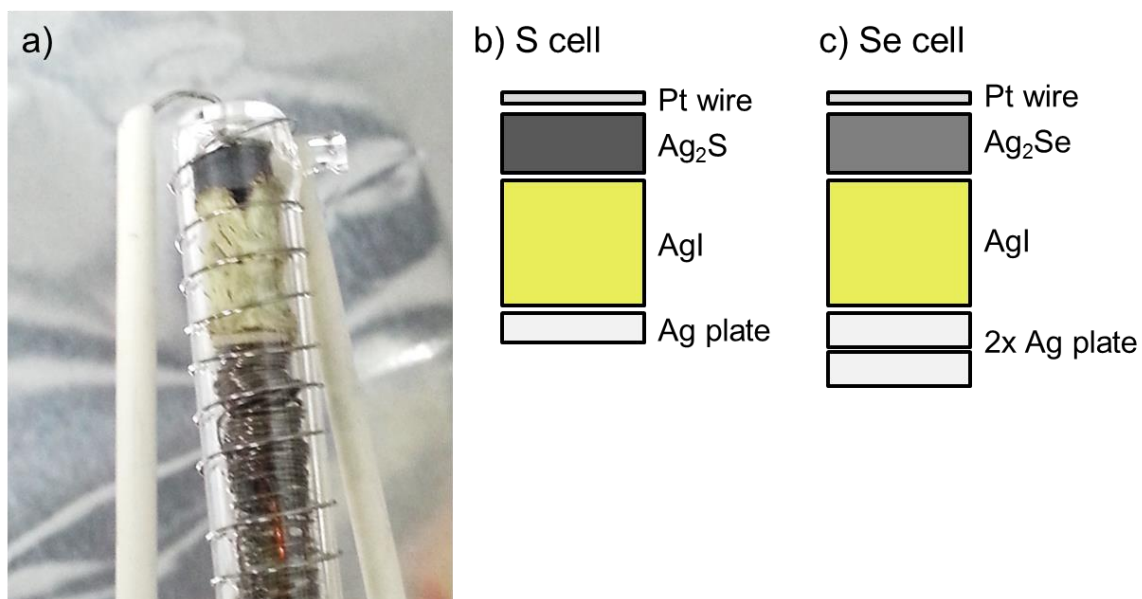 a)
b) S cell
Pt wire
Ag₂S
AgI
Ag plate
c) Se cell
Pt wire
Ag₂Se
AgI
2x Ag plate